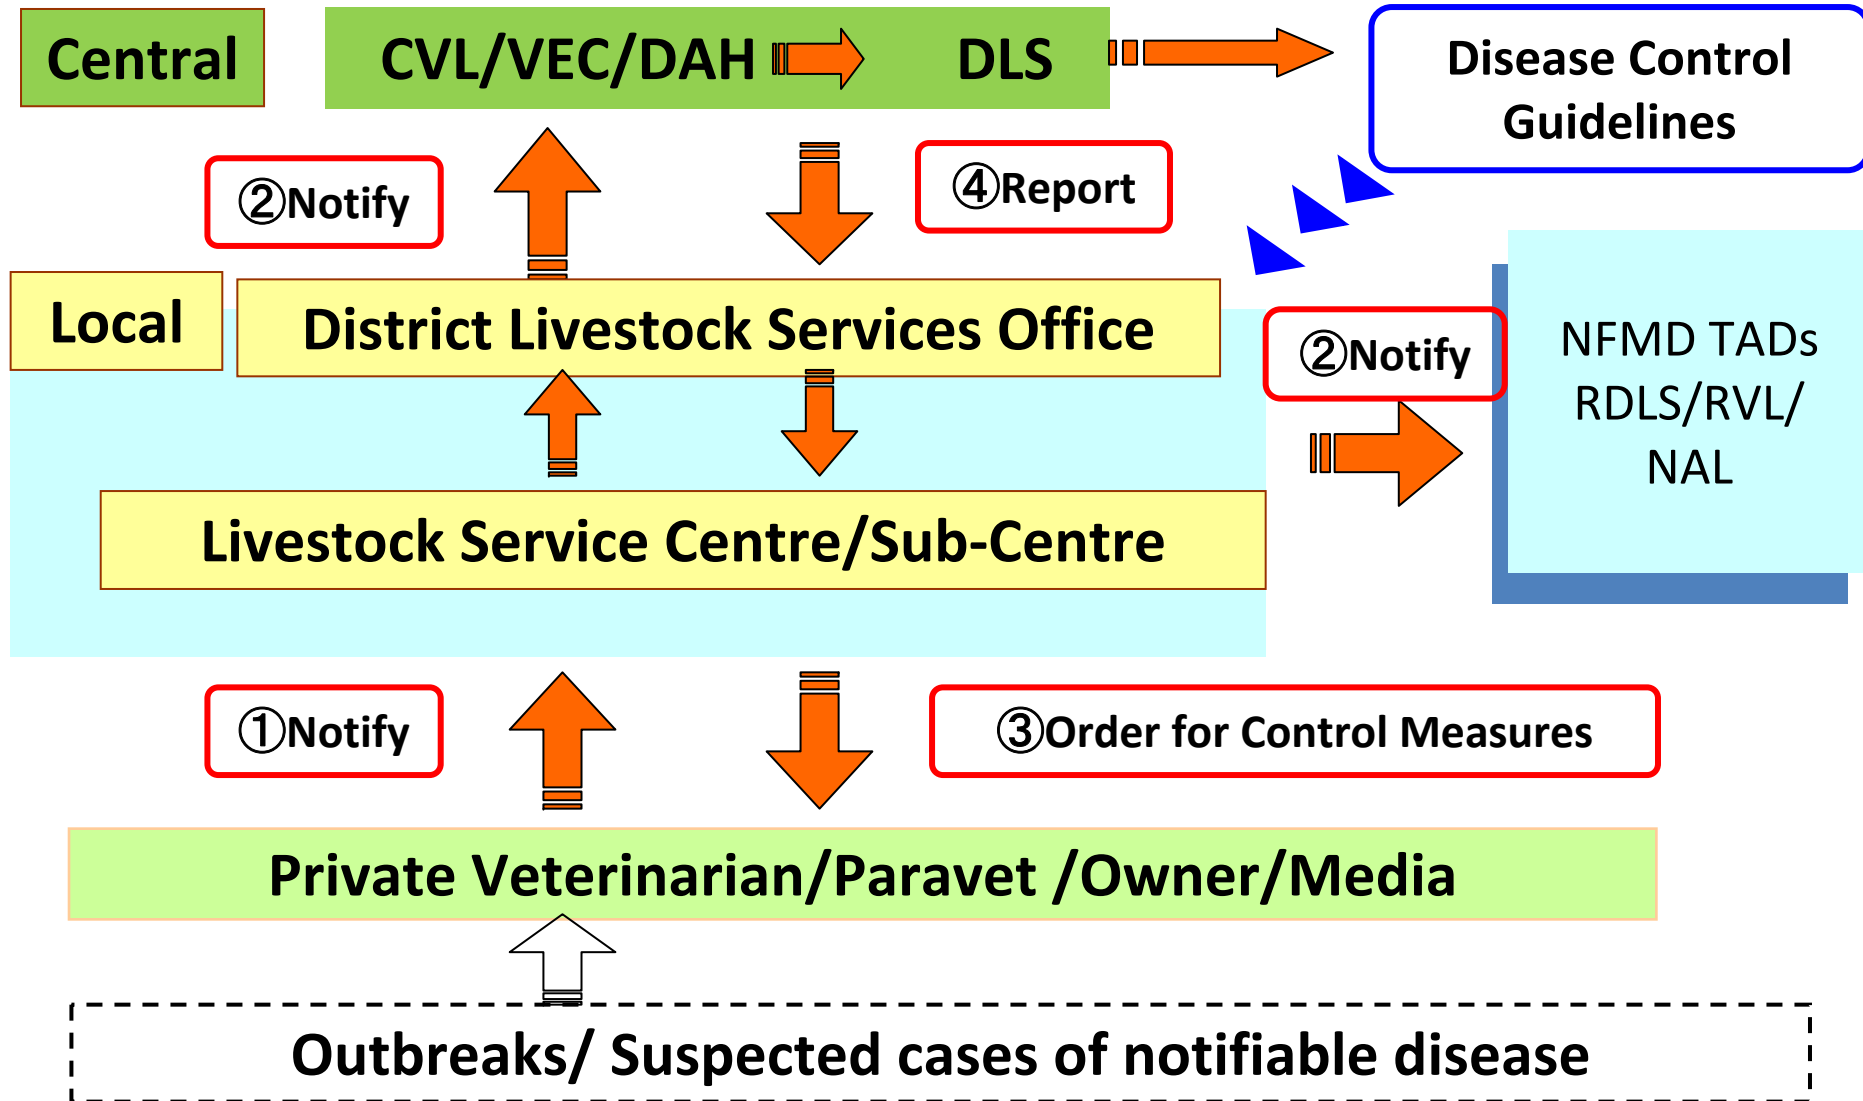 Central
CVL/VEC/DAH
DLS
Disease Control
Guidelines
②Notify
④Report
Local
District Livestock Services Office
②Notify
NFMD TADs
RDLS/RVL/
NAL
Livestock Service Centre/Sub-Centre
①Notify
③Order for Control Measures
Private Veterinarian/Paravet /Owner/Media
Outbreaks/ Suspected cases of notifiable disease